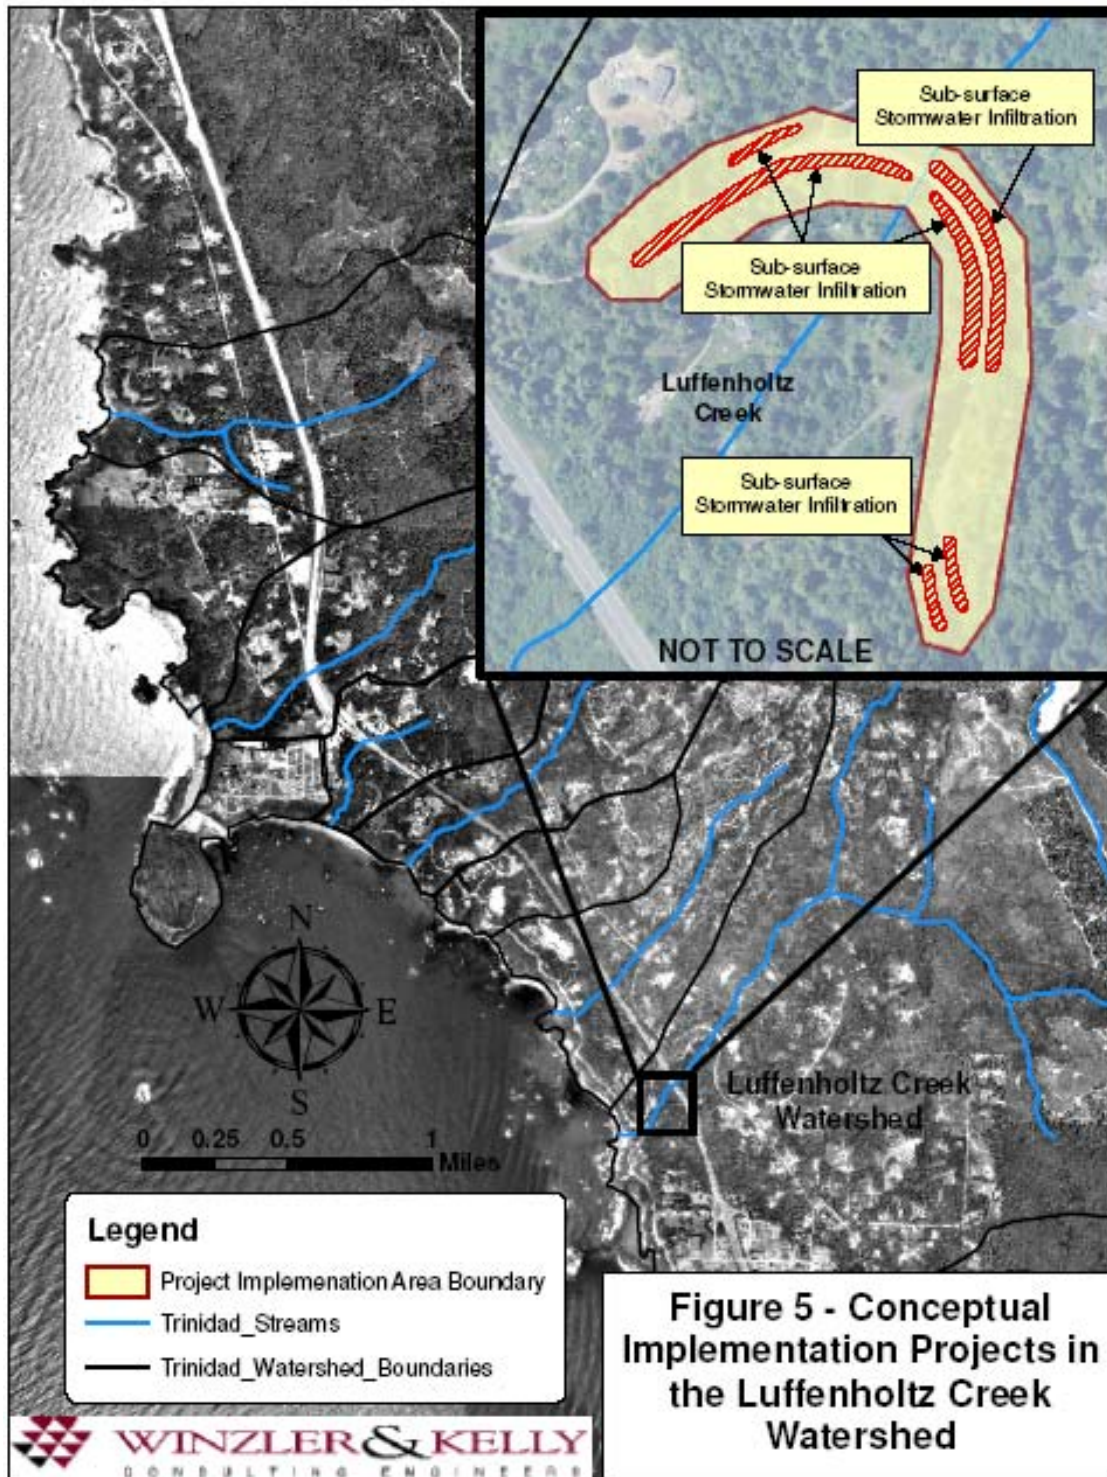 Sub-surface
Stormwater Infiltration
Sub-surface
Stormwater Infiltration
Luffenholtz
Creek
Sub-surface
Stormwater Infiltration
NOT TO SCALE
N
W
E
S
0 0.25 0.5 1
Miles
Luffenholtz Creek
Watershed
Legend
Project Implemenation Area Boundary
Trinidad_Streams
Trinidad_Watershed_Boundaries
Figure 5 - Conceptual
Implementation Projects in
the Luffenholtz Creek
Watershed
WINZLER & KELLY
CONSULTING ENGINEERS